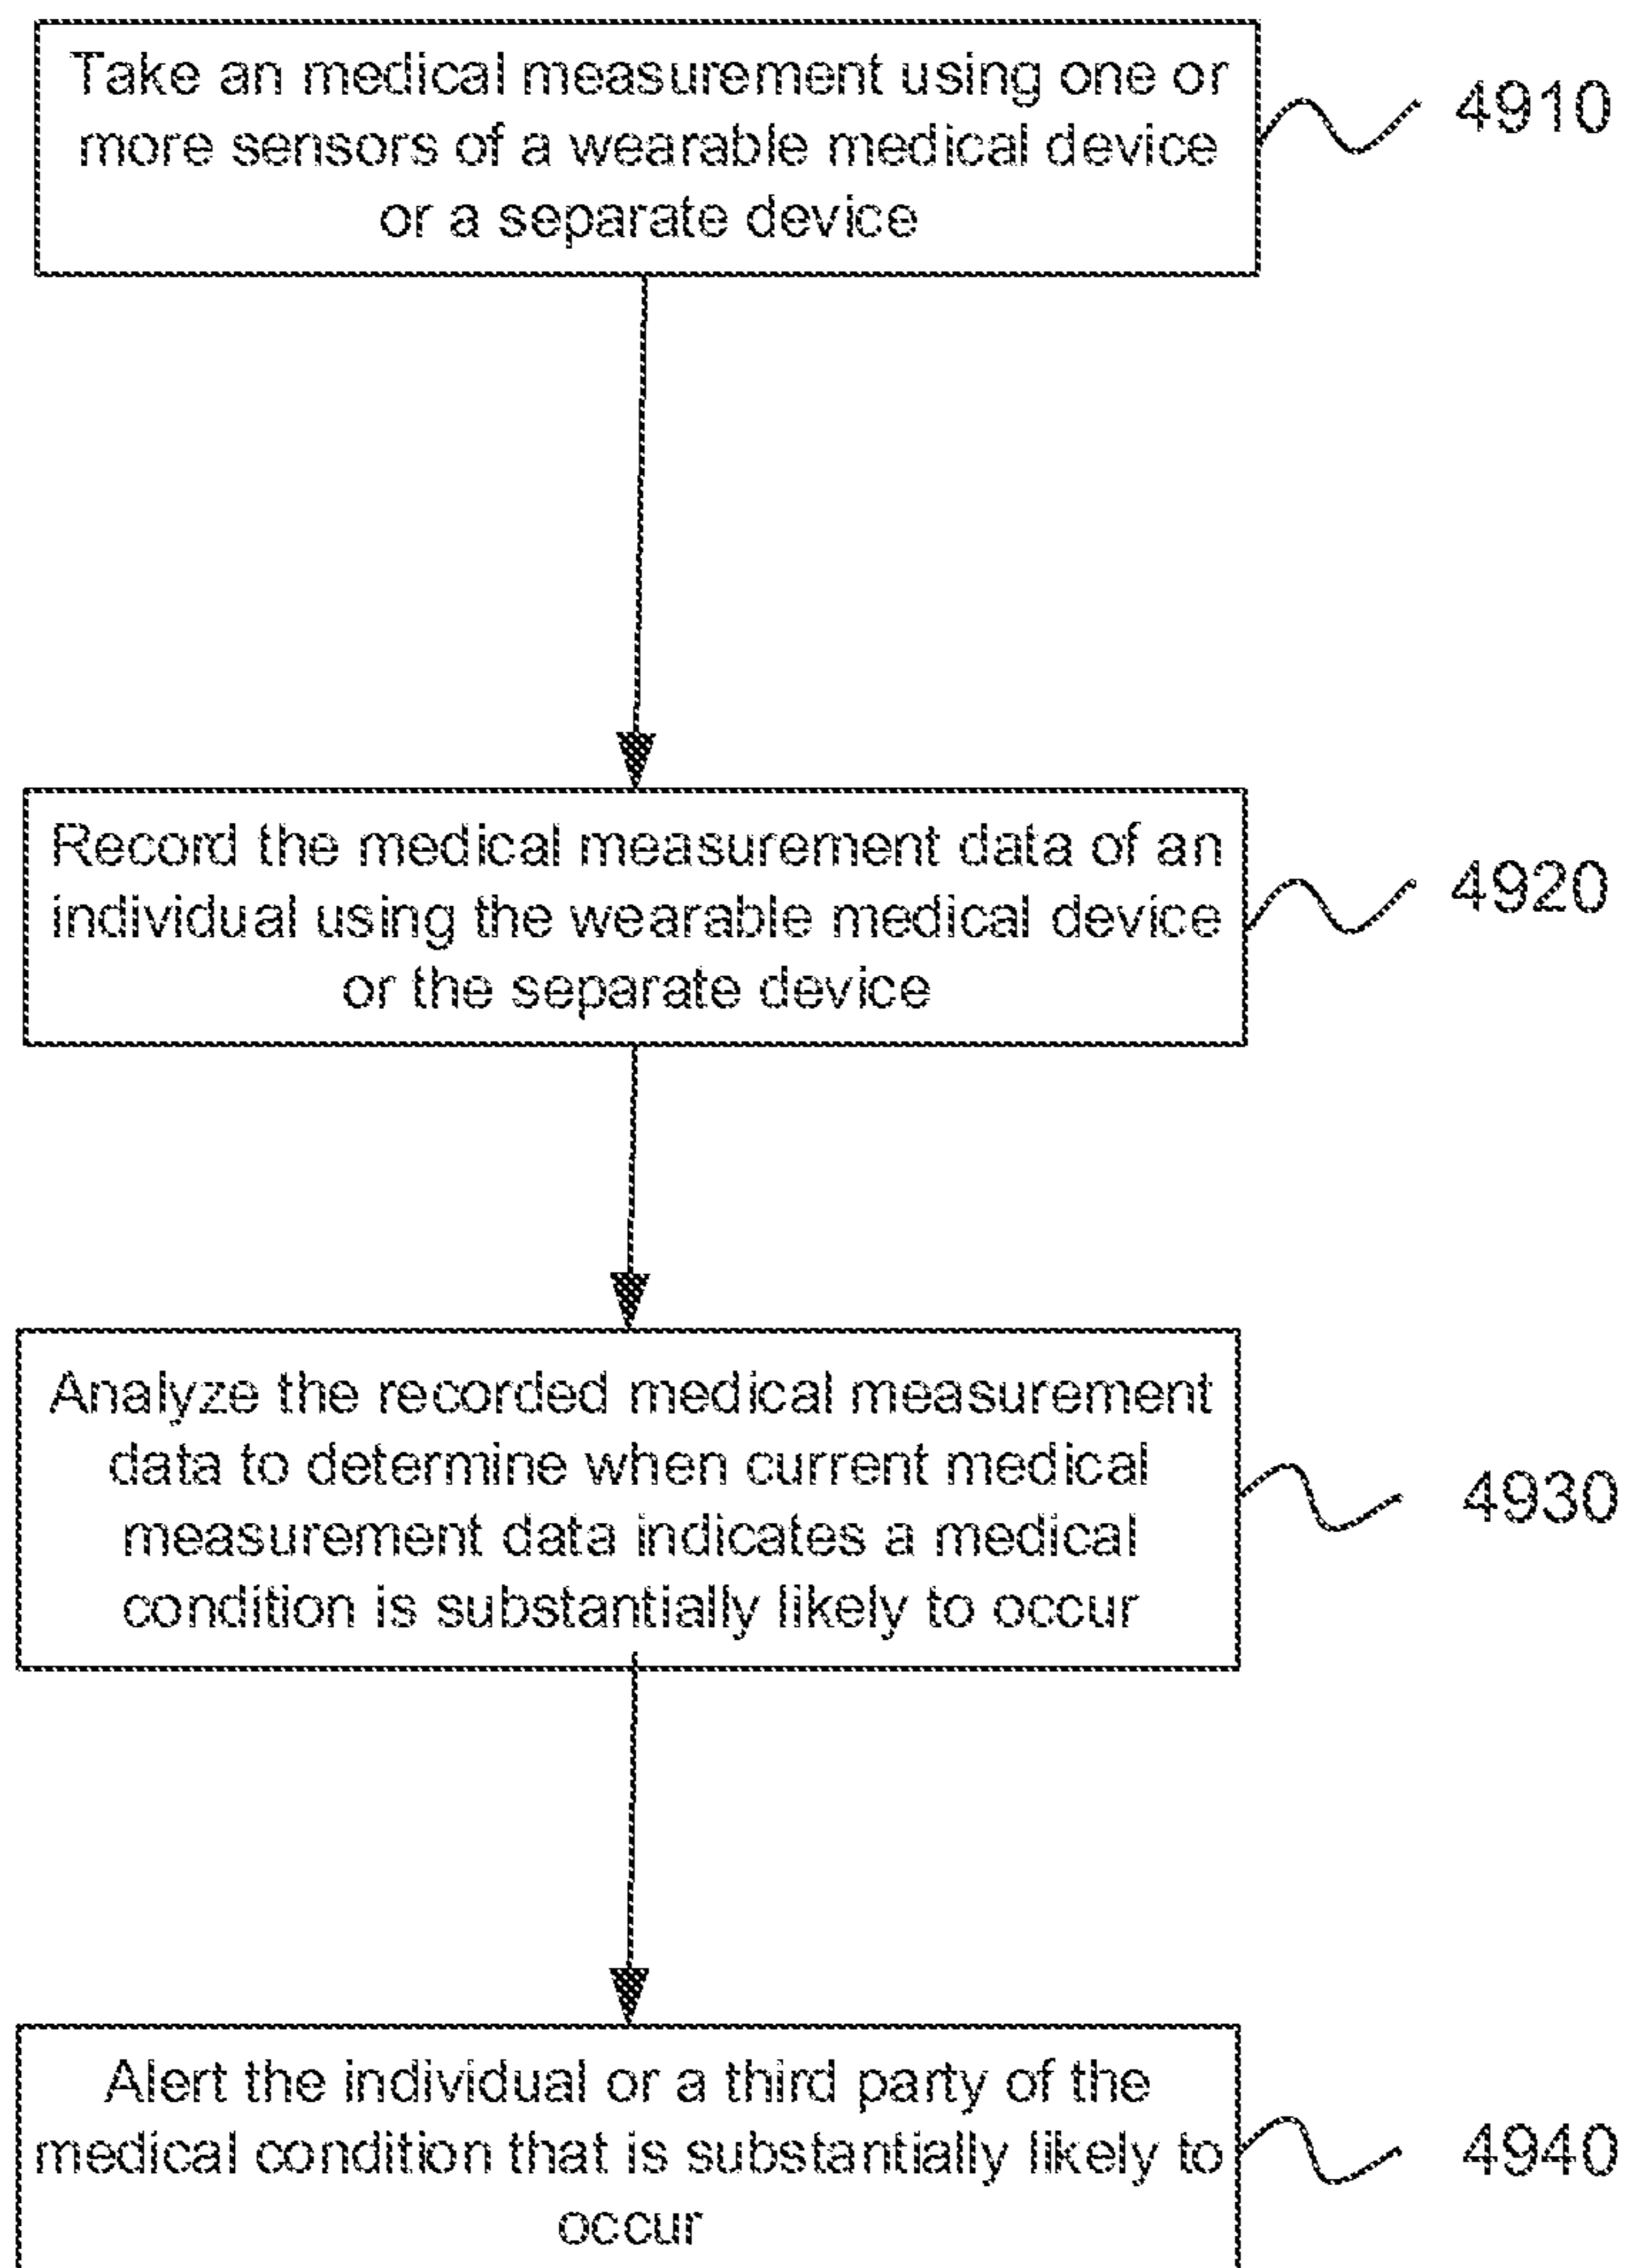 Take an medical measurement using one or
more sensors of a wearable medical device
or a separate device
4910
Record the medical measurement data of an
individual using the wearable medical device
or the separate device
4920
Analyze the recorded medical measurement
data to determine when current medical
measurement data indicates a medical
condition is substantially likely to occur
4930
Alert the individual or a third party of the
medical condition that is substantially likely to
occur
4940